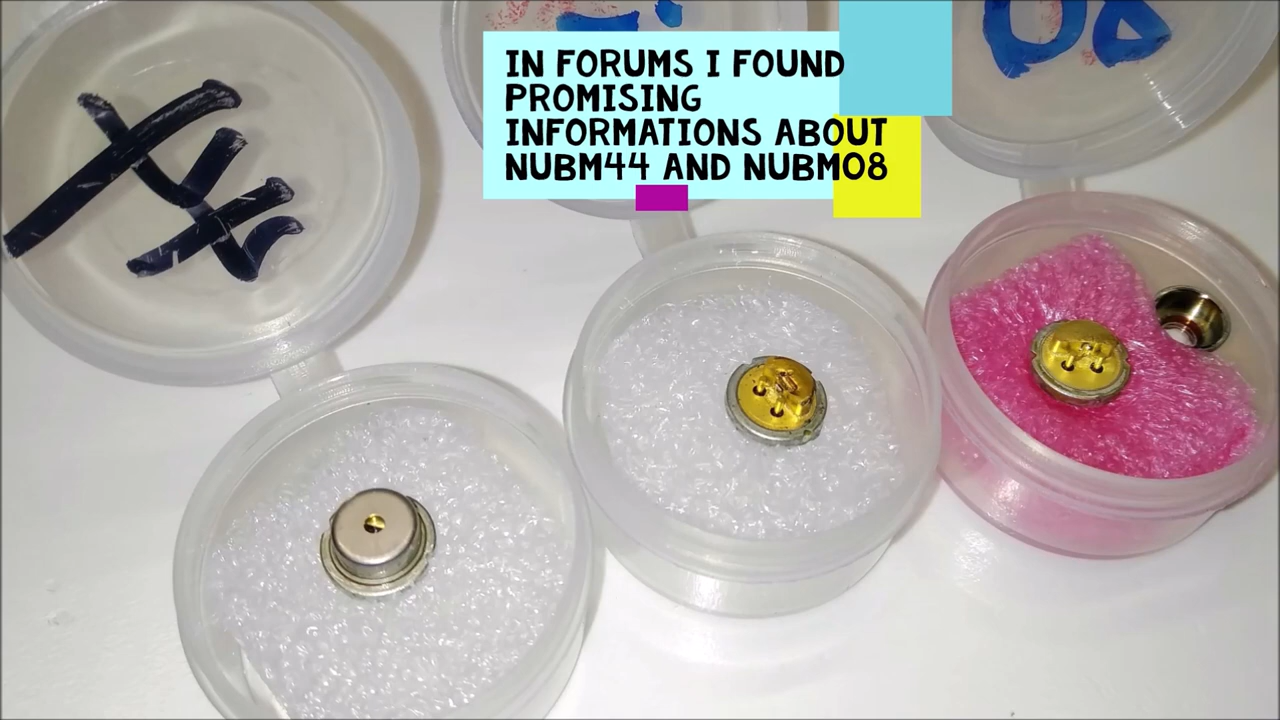 IN FORUMS I FOUND
PROMISING
INFORMATIONS ABOUT
NUBM44 AND NUBM08